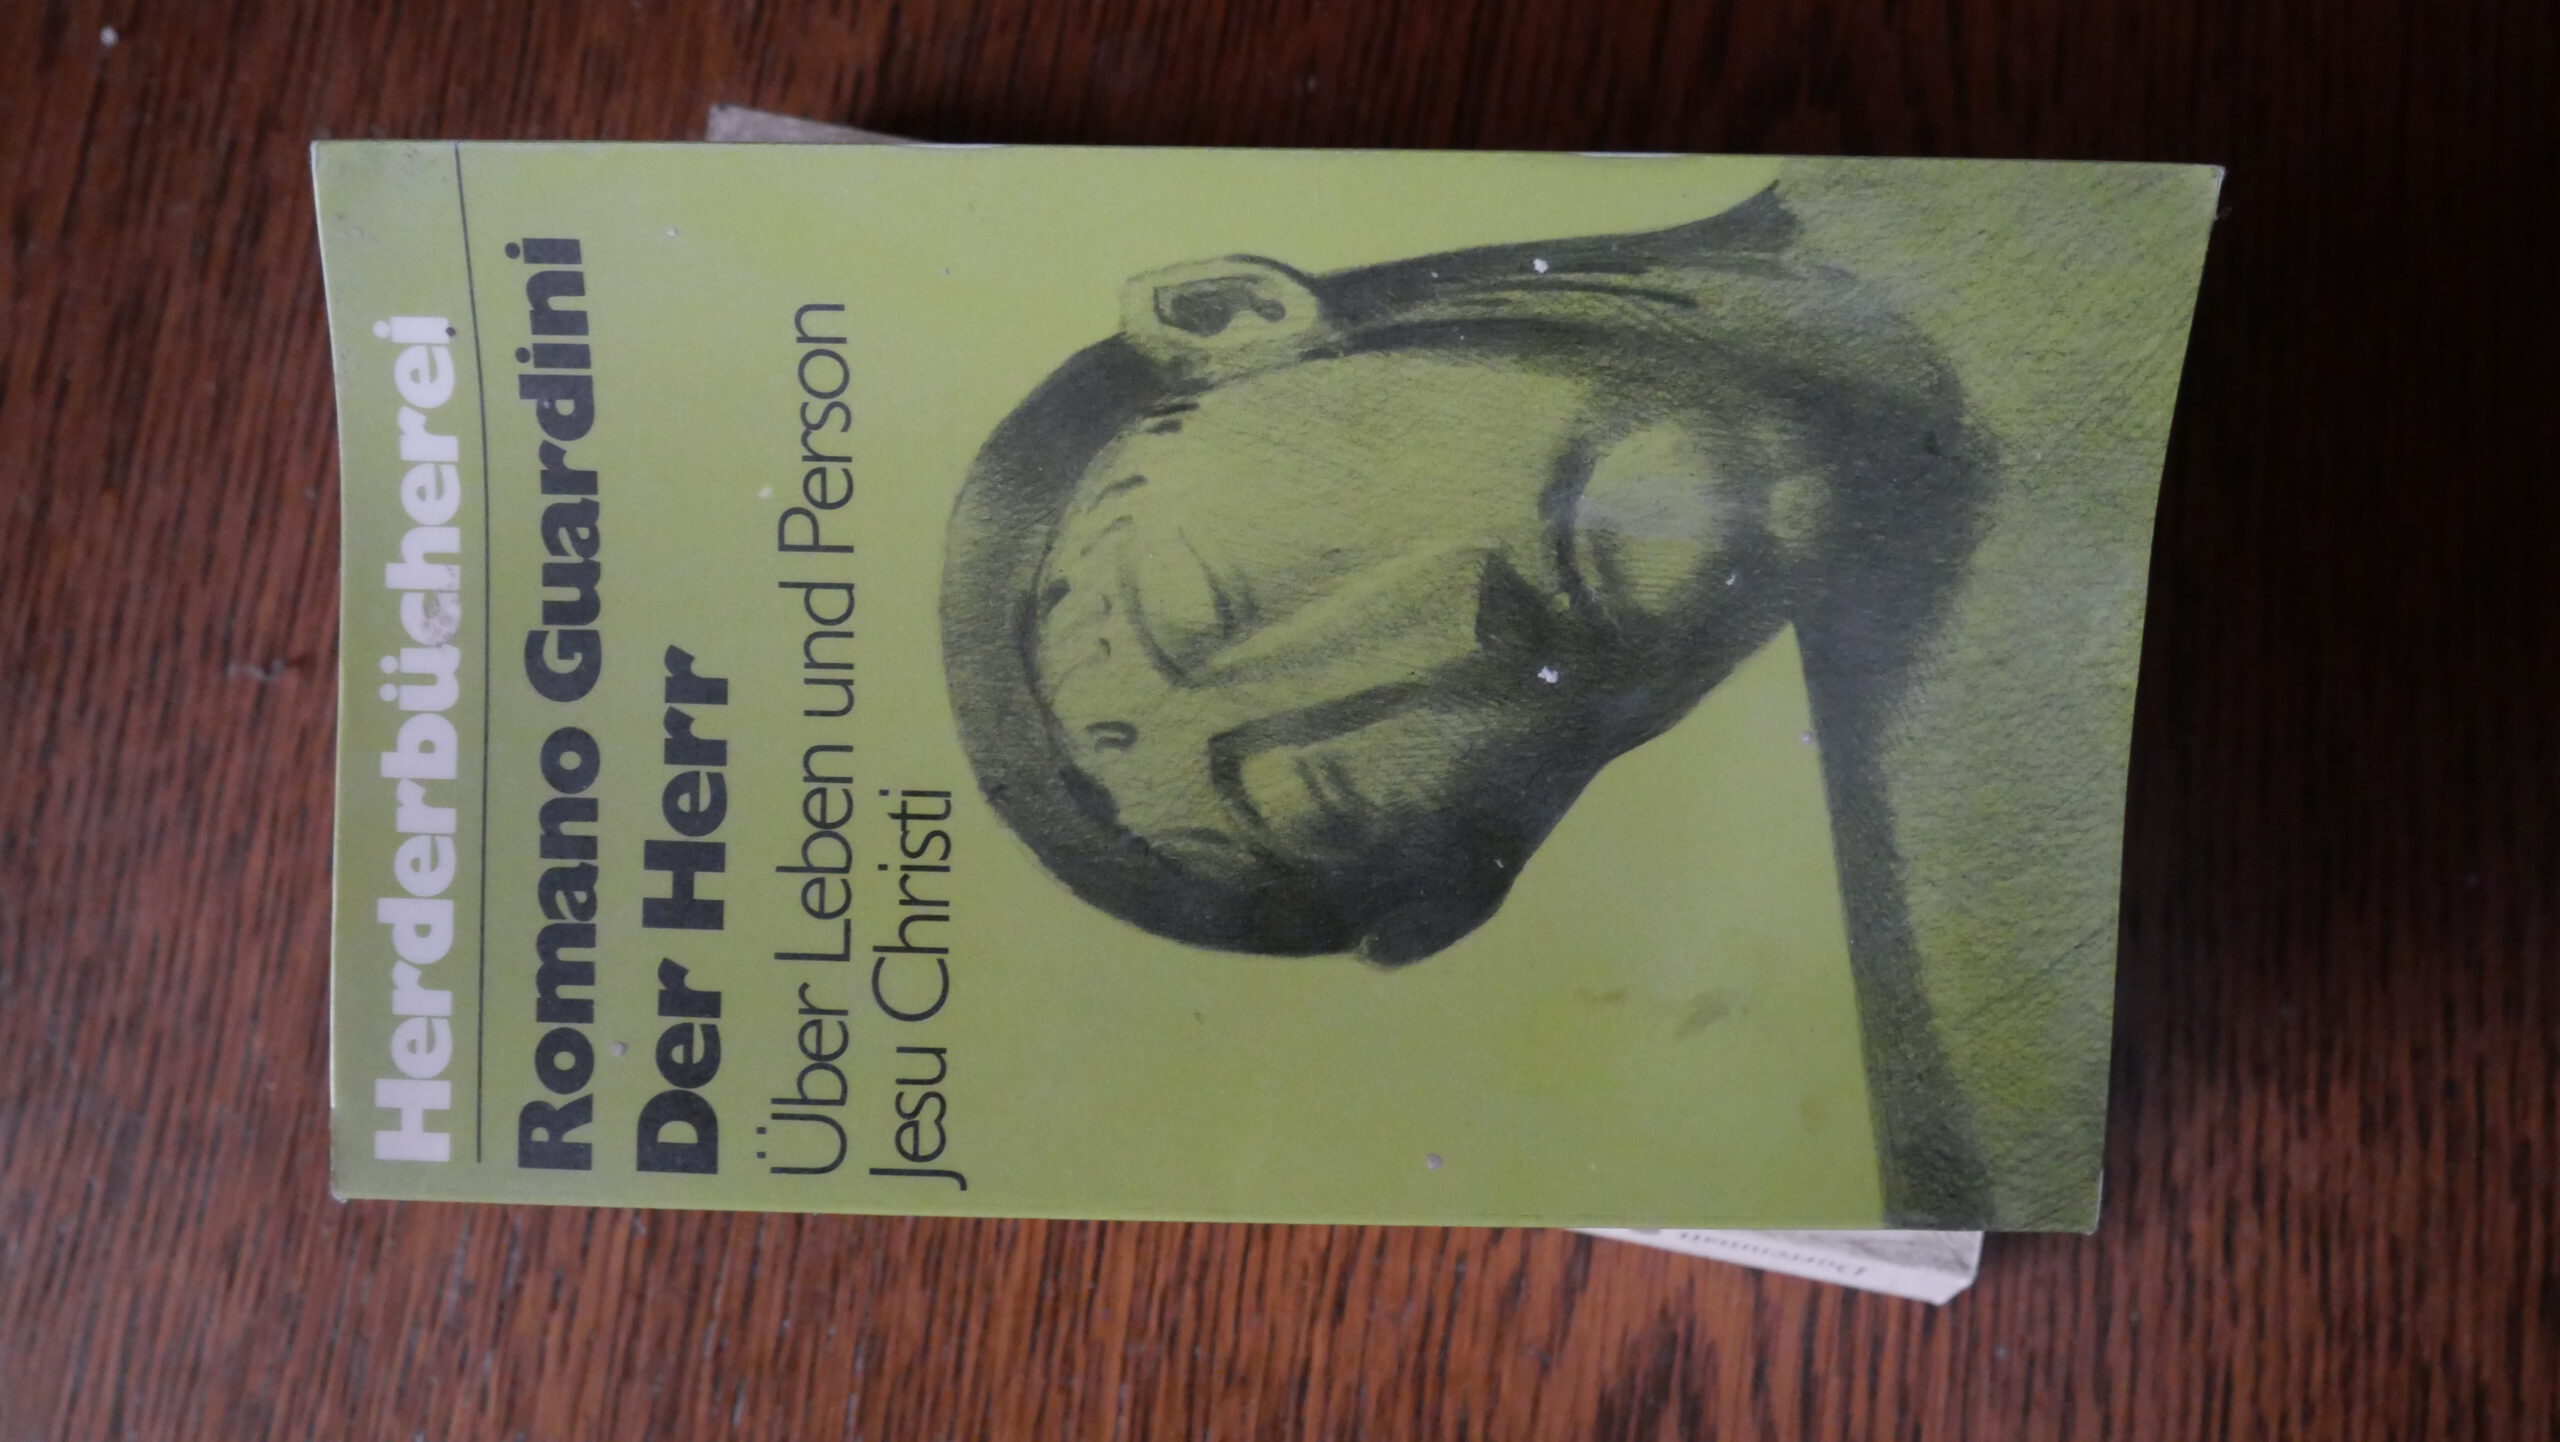 Herderbücherei
Romano Guardini
Der Herr
Über Leben und Person
Jesu Christi